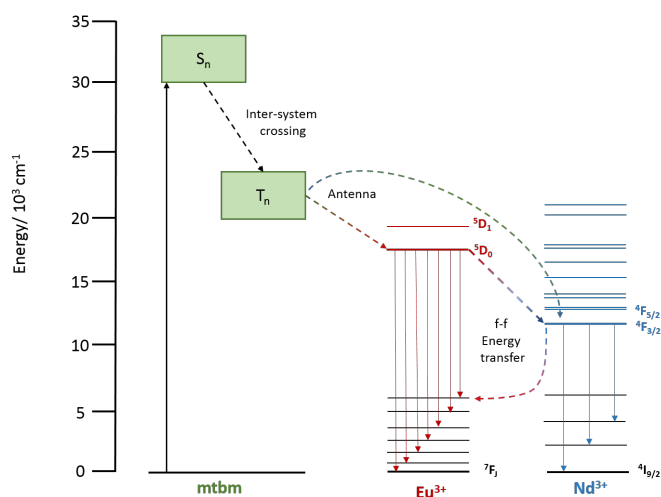 35
30
25
20
15
10
5
0
Energy/ 10³ cm⁻¹
Sₙ
Inter-system
crossing
Tₙ
Antenna
⁵D₁
⁵D₀
f-f
Energy
transfer
⁴F₅/₂
⁴F₃/₂
⁷F_J
⁴I₉/₂
mtbm
Eu³⁺
Nd³⁺